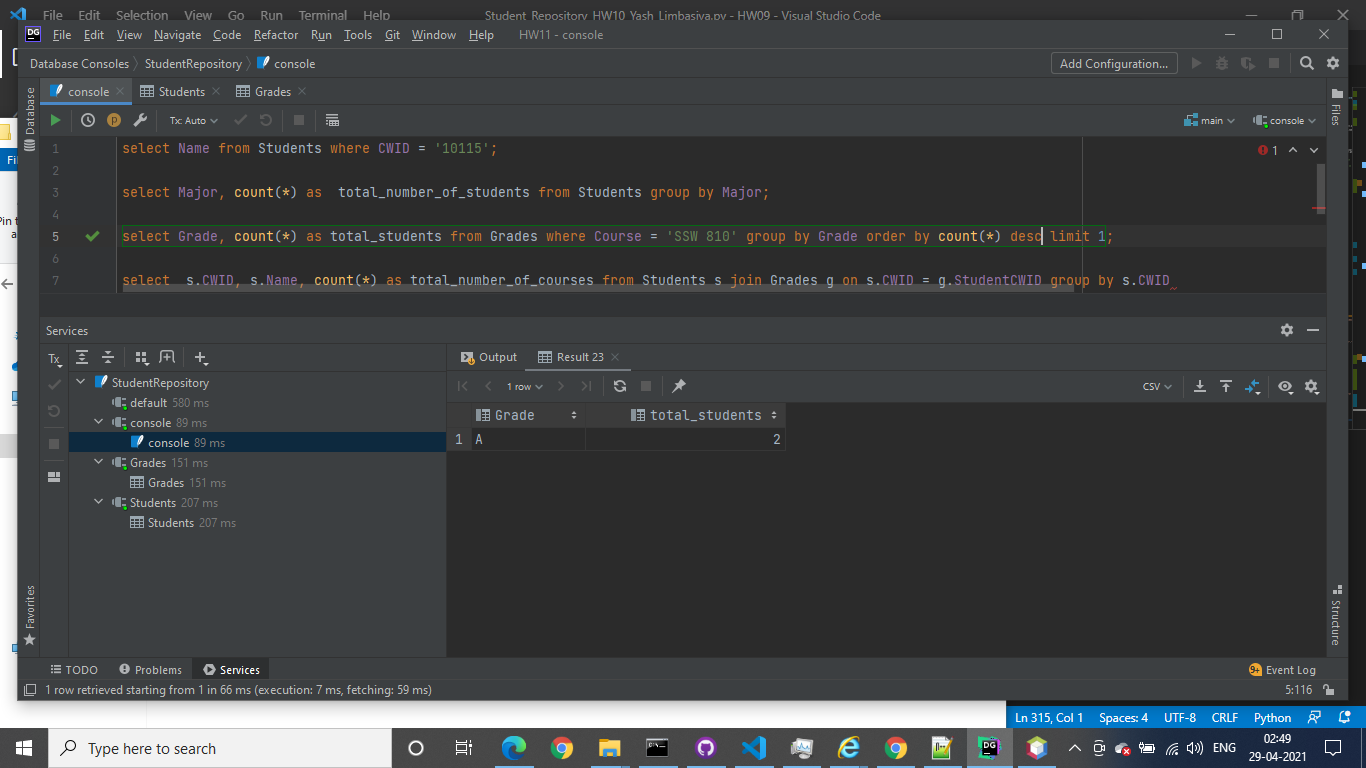 File Edit Selection View Go Run Terminal Help Student_Repository_HW10_Yash_Limbasiya.py - HW09 - Visual Studio Code
DG File Edit View Navigate Code Refactor Run Tools Git Window Help HW11 - console
Database Consoles StudentRepository console Add Configuration...
console Students Grades
Tx: Auto main console
Database
Files
1 select Name from Students where CWID = '10115'; 1
2
3 select Major, count(*) as total_number_of_students from Students group by Major;
4
5 select Grade, count(*) as total_students from Grades where Course = 'SSW 810' group by Grade order by count(*) desc limit 1;
6
7 select s.CWID, s.Name, count(*) as total_number_of_courses from Students s join Grades g on s.CWID = g.StudentCWID group by s.CWID
Services
Tx
Output Result 23
StudentRepository
default 580 ms
console 89 ms
console 89 ms
Grades 151 ms
Grades 151 ms
Students 207 ms
Students 207 ms
1 row CSV
Grade total_students
1 A 2
Favorites
Structure
TODO Problems Services Event Log
1 row retrieved starting from 1 in 66 ms (execution: 7 ms, fetching: 59 ms) 5:116
Ln 315, Col 1 Spaces: 4 UTF-8 CRLF Python
Type here to search
ENG 02:49
29-04-2021